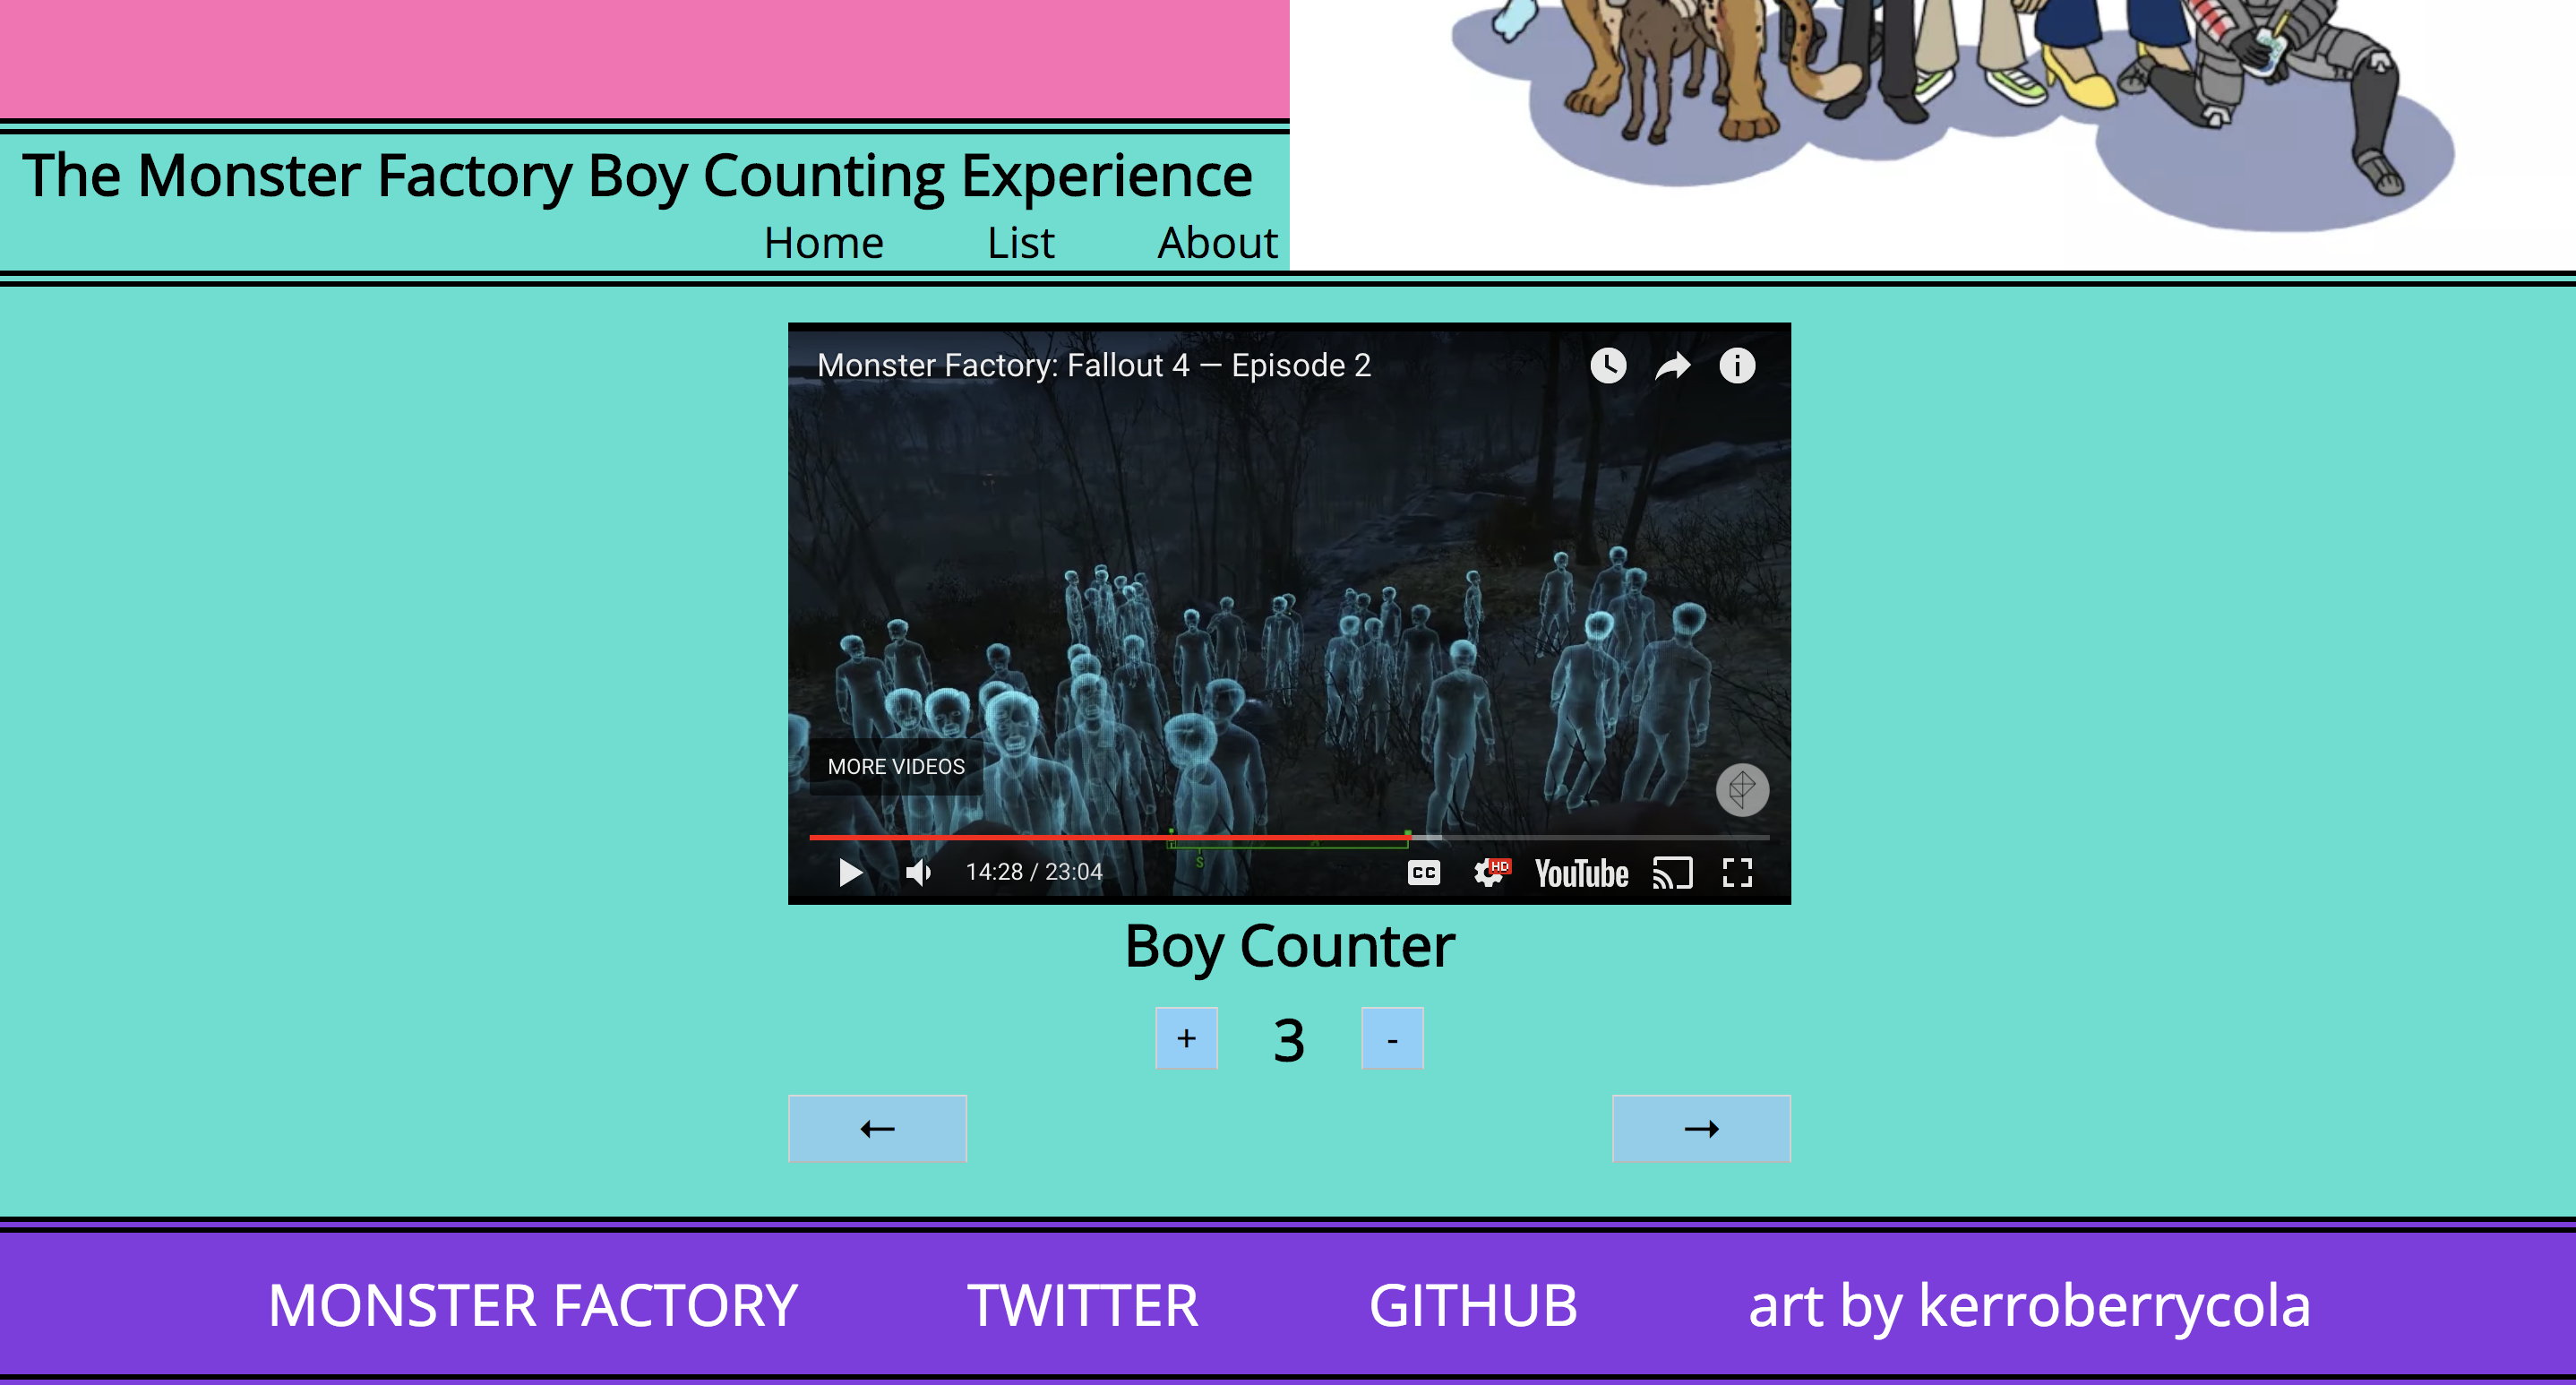 The Monster Factory Boy Counting Experience
Home List About
Monster Factory: Fallout 4 — Episode 2
MORE VIDEOS
S
14:28 / 23:04
CC
HD
YouTube
Boy Counter
+ 3 -
← →
MONSTER FACTORY TWITTER GITHUB art by kerroberrycola